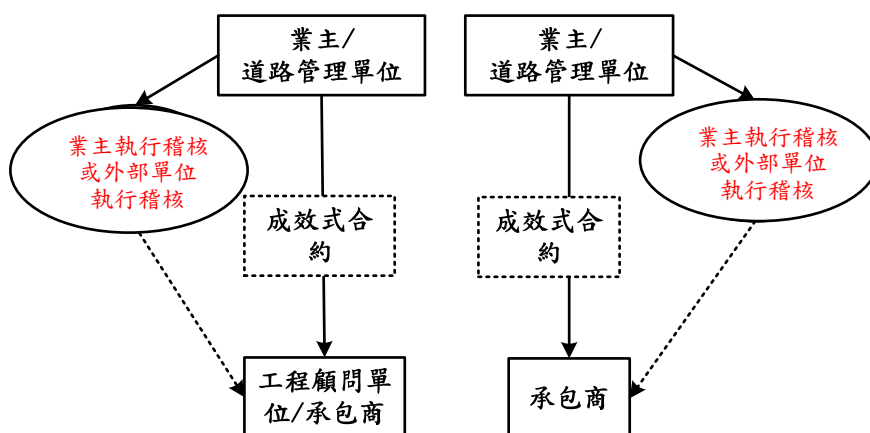 業主/
道路管理單位
業主執行稽核
或外部單位
執行稽核
成效式合
約
工程顧問單
位/承包商
業主/
道路管理單位
業主執行稽核
或外部單位
執行稽核
成效式合
約
承包商